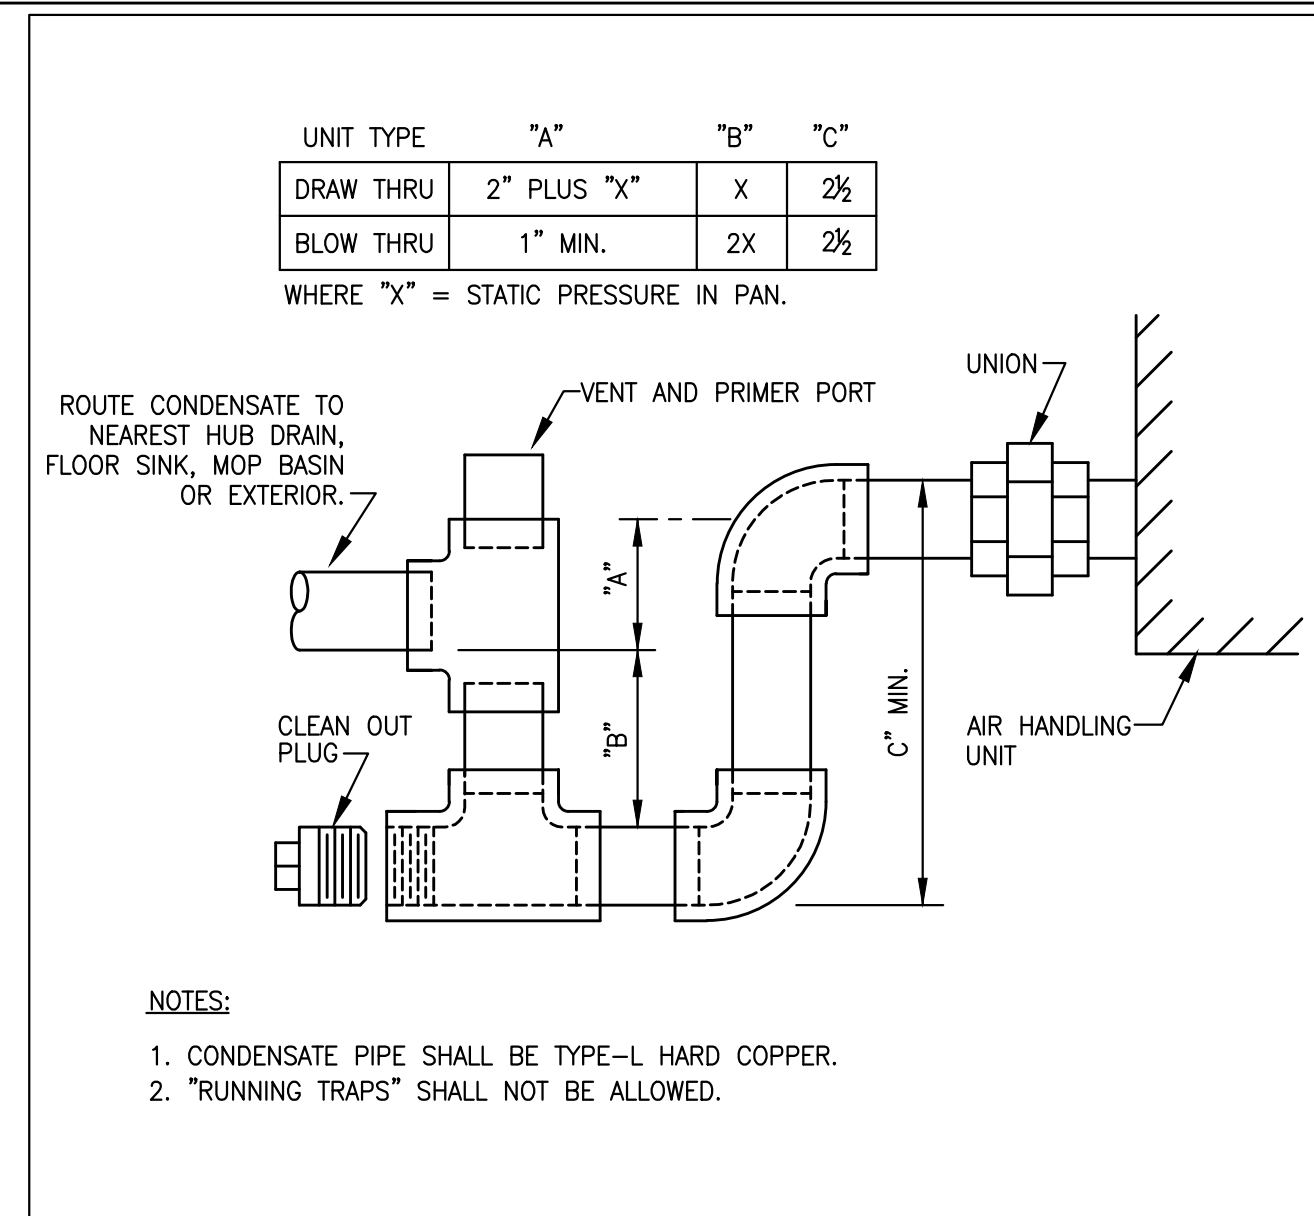 UNIT TYPE "A" "B" "C"
DRAW THRU 2" PLUS "X" X 2½
BLOW THRU 1" MIN. 2X 2½
WHERE "X" = STATIC PRESSURE IN PAN.
UNION
VENT AND PRIMER PORT
ROUTE CONDENSATE TO
NEAREST HUB DRAIN,
FLOOR SINK, MOP BASIN
OR EXTERIOR.
"A"
"B"
C" MIN.
CLEAN OUT
PLUG
AIR HANDLING
UNIT
NOTES:
1. CONDENSATE PIPE SHALL BE TYPE-L HARD COPPER.
2. "RUNNING TRAPS" SHALL NOT BE ALLOWED.